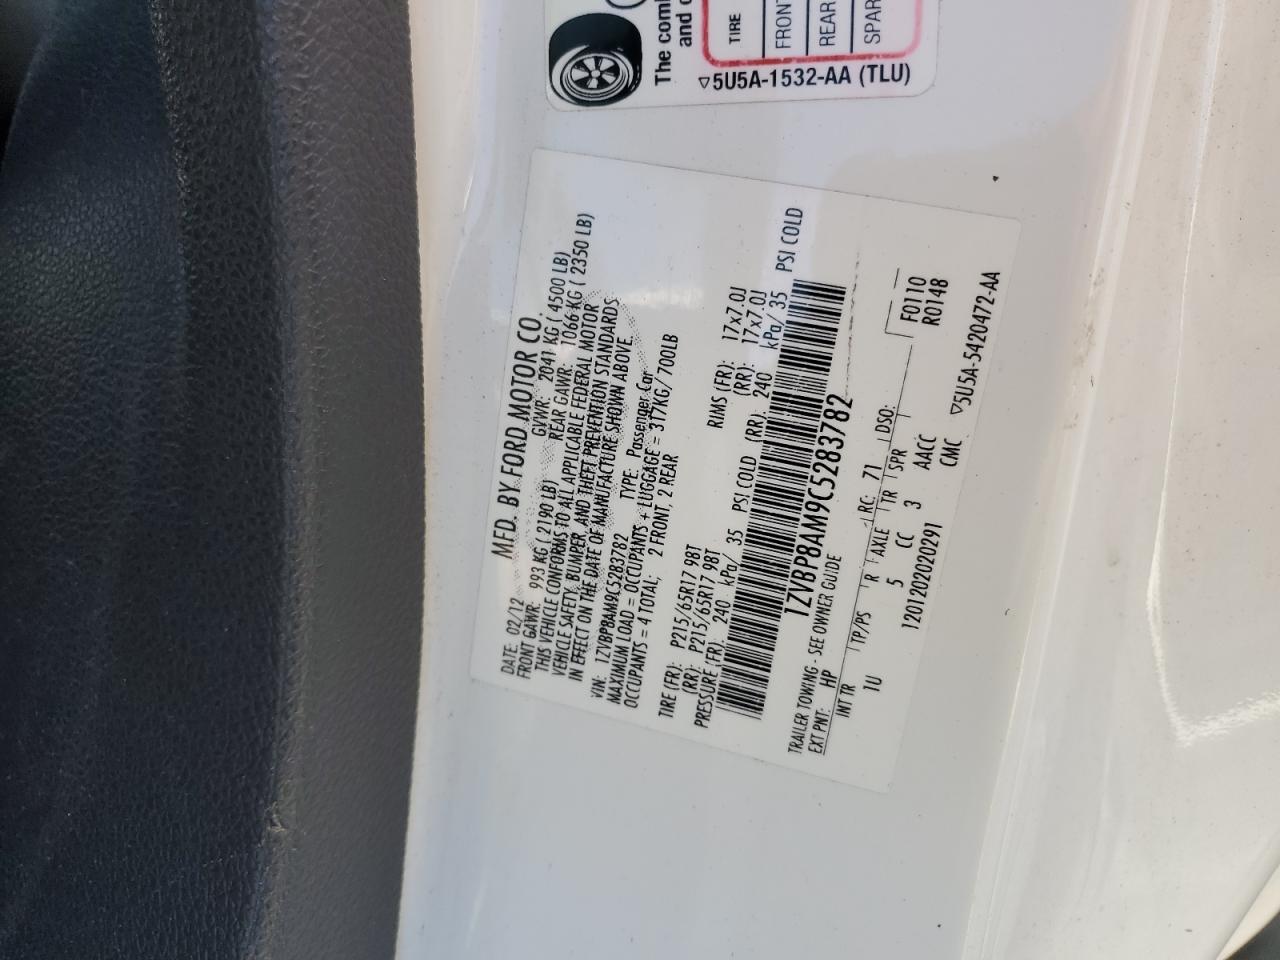 The
and
TIRE
REAR
▽5U5A-1532-AA (TLU)
MFD. BY FORD MOTOR CO.
DATE: 02/12 GVWR: 2041 KG ( 4500 LB)
FRONT GAWR: 993 KG ( 2190 LB) REAR GAWR: 1066 KG ( 2350 LB)
THIS VEHICLE CONFORMS TO ALL APPLICABLE FEDERAL MOTOR
VEHICLE SAFETY, BUMPER, AND THEFT PREVENTION STANDARDS
IN EFFECT ON THE DATE OF MANUFACTURE SHOWN ABOVE.
VIN: 1ZVBP8AM9C5283782 TYPE: Passenger Car
MAXIMUM LOAD = OCCUPANTS + LUGGAGE = 317KG/ 700LB
OCCUPANTS = 4 TOTAL; 2 FRONT, 2 REAR
TIRE (FR): P215/65R17 98T RIMS (FR): 17x7.0J
(RR): P215/65R17 98T (RR): 17x7.0J
PRESSURE (FR): 240 kPa/ 35 PSI COLD (RR): 240 kPa/ 35 PSI COLD
1ZVBP8AM9C5283782
TRAILER TOWING - SEE OWNER GUIDE
EXT PNT: HP RC: 71 DSO: F0110
INT TR TP/PS R AXLE TR SPR R0148
1U 5 CC 3 AACC
CMC
1201202020291 ▽5U5A-5420472-AA